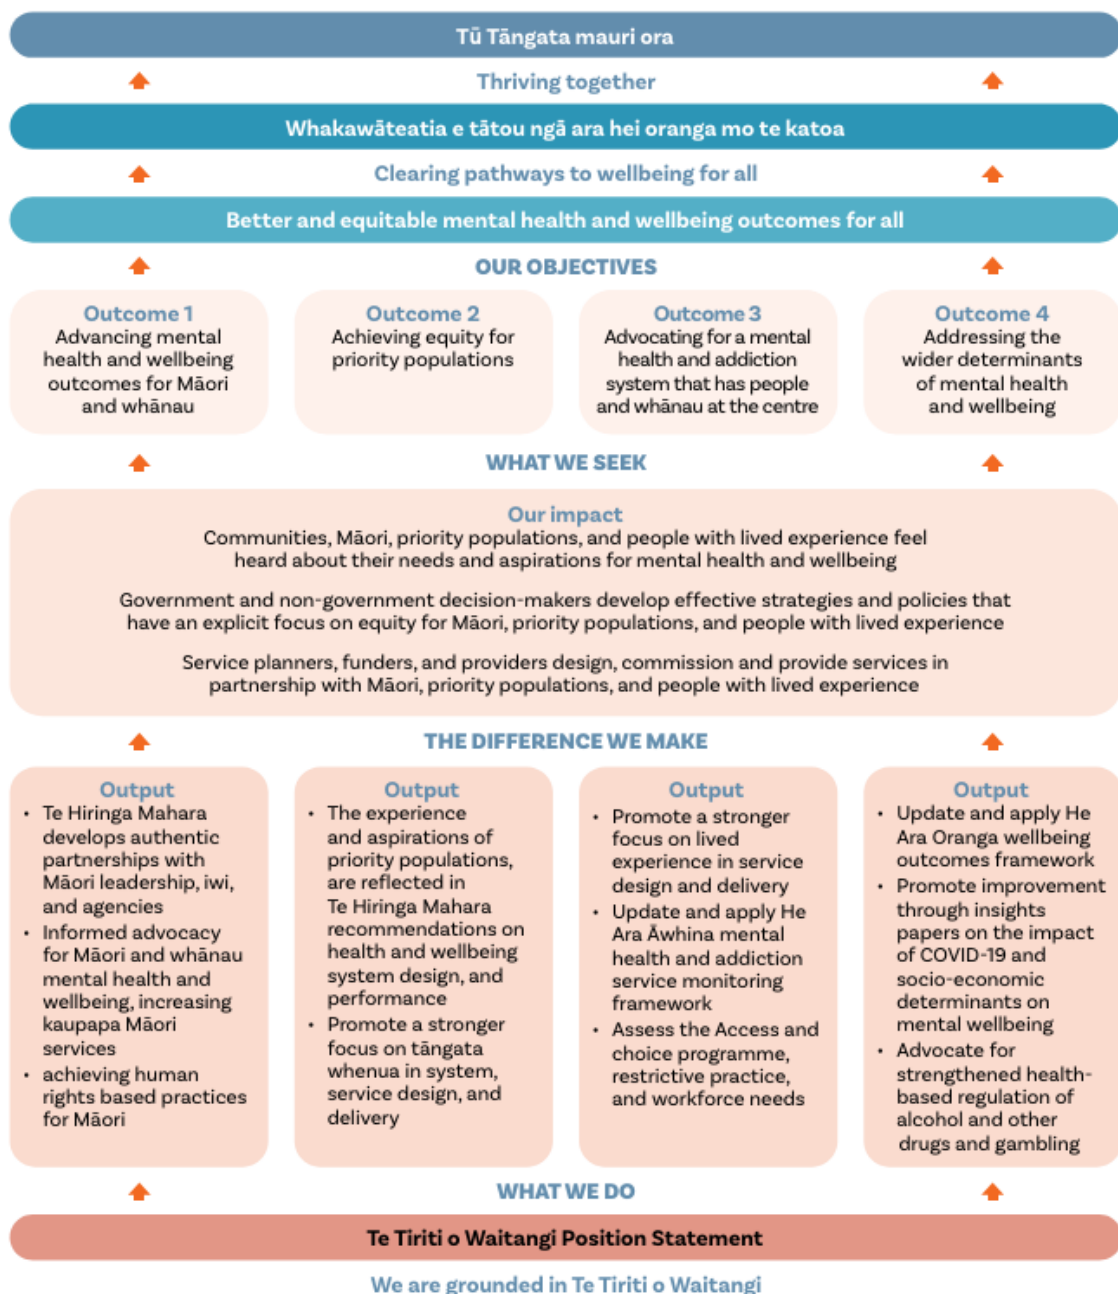 Tū Tāngata mauri ora
Thriving together
Whakawāteatia e tātou ngā ara hei oranga mo te katoa
Clearing pathways to wellbeing for all
Better and equitable mental health and wellbeing outcomes for all
OUR OBJECTIVES
Outcome 1
Advancing mental
health and wellbeing
outcomes for Māori
and whānau
Outcome 2
Achieving equity for
priority populations
Outcome 3
Advocating for a mental
health and addiction
system that has people
and whānau at the centre
Outcome 4
Addressing the
wider determinants
of mental health
and wellbeing
WHAT WE SEEK
Our impact
Communities, Māori, priority populations, and people with lived experience feel
heard about their needs and aspirations for mental health and wellbeing
Government and non-government decision-makers develop effective strategies and policies that
have an explicit focus on equity for Māori, priority populations, and people with lived experience
Service planners, funders, and providers design, commission and provide services in
partnership with Māori, priority populations, and people with lived experience
THE DIFFERENCE WE MAKE
Output
• Te Hiringa Mahara
develops authentic
partnerships with
Māori leadership, iwi,
and agencies
• Informed advocacy
for Māori and whānau
mental health and
wellbeing, increasing
kaupapa Māori
services
• achieving human
rights based practices
for Māori
Output
• The experience
and aspirations of
priority populations,
are reflected in
Te Hiringa Mahara
recommendations on
health and wellbeing
system design, and
performance
• Promote a stronger
focus on tāngata
whenua in system,
service design, and
delivery
Output
• Promote a stronger
focus on lived
experience in service
design and delivery
• Update and apply He
Ara Āwhina mental
health and addiction
service monitoring
framework
• Assess the Access and
choice programme,
restrictive practice,
and workforce needs
Output
• Update and apply He
Ara Oranga wellbeing
outcomes framework
• Promote improvement
through insights
papers on the impact
of COVID-19 and
socio-economic
determinants on
mental wellbeing
• Advocate for
strengthened health-
based regulation of
alcohol and other
drugs and gambling
WHAT WE DO
Te Tiriti o Waitangi Position Statement
We are grounded in Te Tiriti o Waitangi